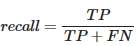 recall = TP / (TP + FN)